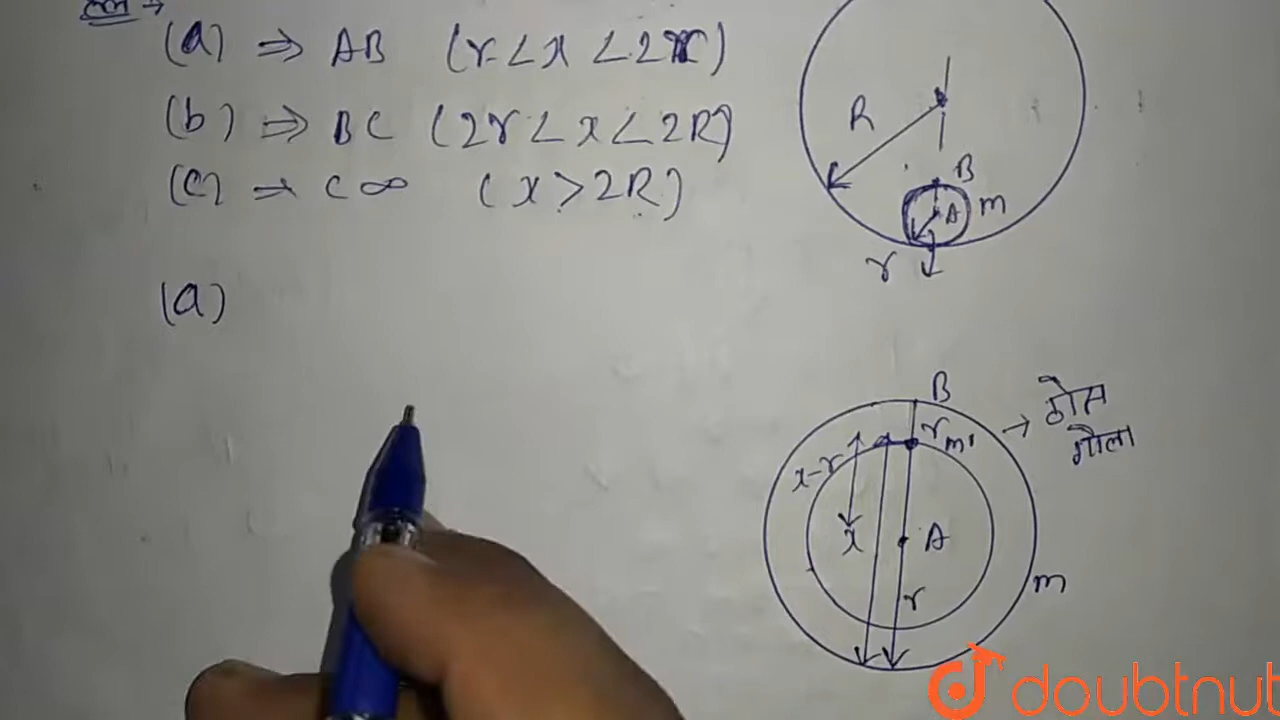 हल →
(a) ⇒ AB (r < x < 2r)
(b) ⇒ BC (2r < x < 2R)
(c) → C∞ (x > 2R)
(a)
R
B
A
m
r
B
r
m'
→ ठोस
गोला
x-r
x
A
r
m
doubtnut